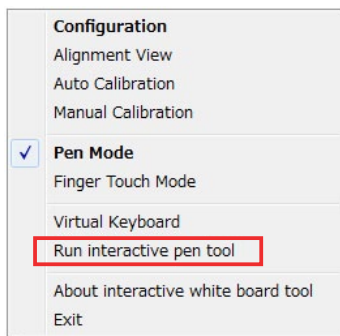 Configuration
Alignment View
Auto Calibration
Manual Calibration
Pen Mode
Finger Touch Mode
Virtual Keyboard
Run interactive pen tool
About interactive white board tool
Exit